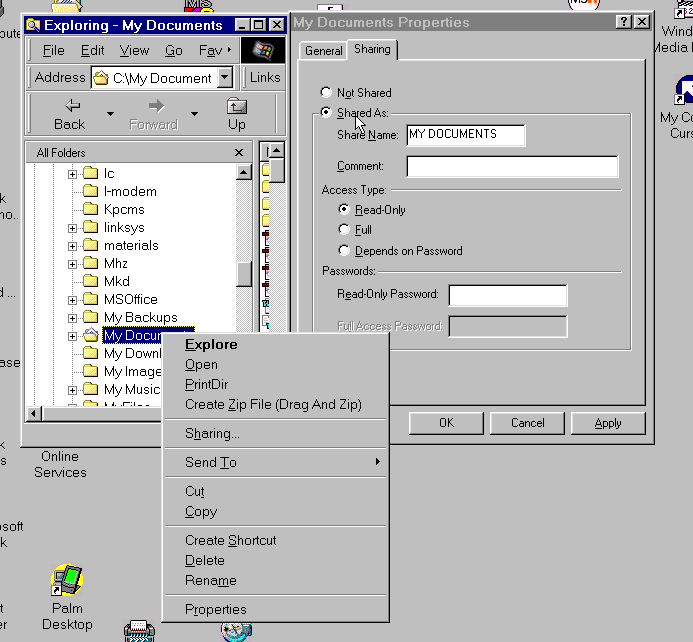 Exploring - My Documents
File Edit View Go Fav
Address C:\My Document Links
Back Forward Up
All Folders
lc
l-modem
Kpcms
linksys
materials
Mhz
Mkd
MSOffice
My Backups
My Docu
My Downl
My Image
My Music
Explore
Open
PrintDir
Create Zip File (Drag And Zip)
Sharing...
Send To
Cut
Copy
Create Shortcut
Delete
Rename
Properties
My Documents Properties
General Sharing
Not Shared
Shared As:
Share Name: MY DOCUMENTS
Comment:
Access Type:
Read-Only
Full
Depends on Password
Passwords:
Read-Only Password:
Full Access Password:
OK Cancel Apply
Online
Services
Palm
Desktop
Wind
Media
My Co
Curs